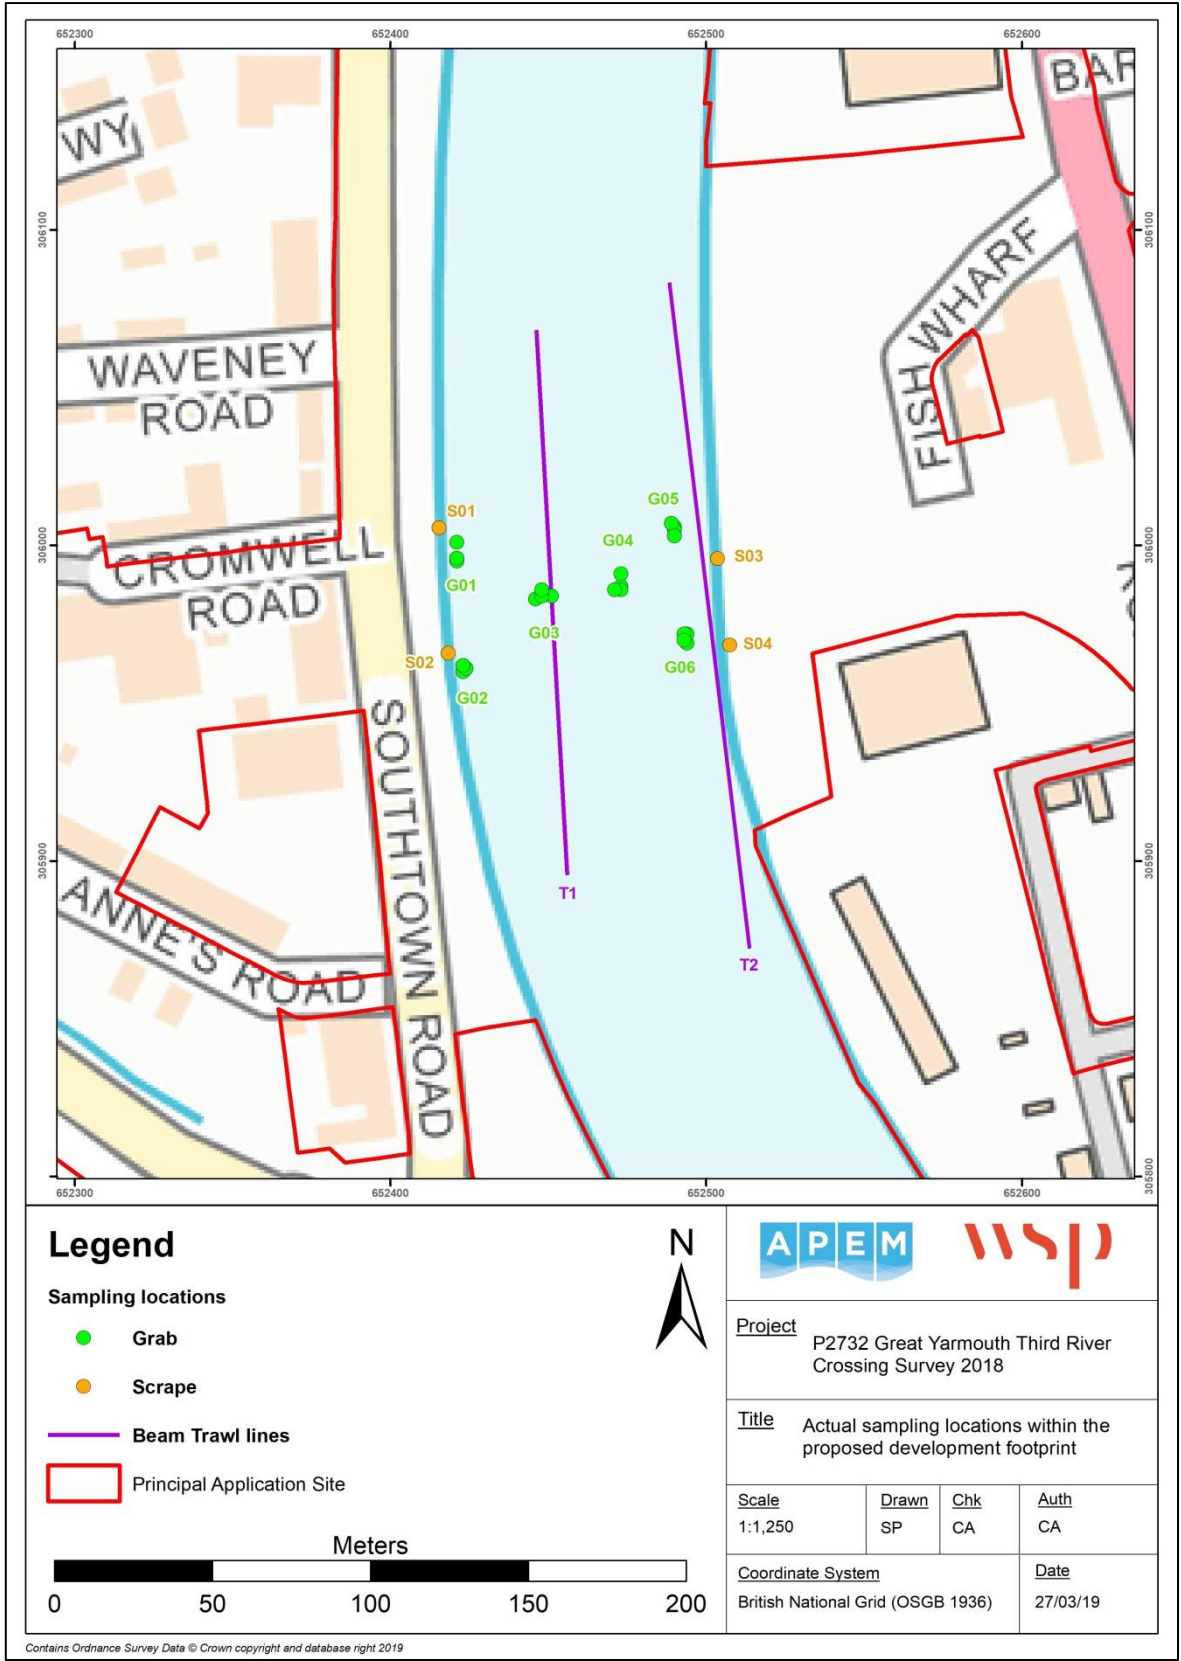 652300
652400
652500
652600
WY
BAR
306100
306100
FISH WHARF
WAVENEY
ROAD
G05
S01
G04
306000
306000
S03
CROMWELL
ROAD
G01
G03
S04
S02
G06
G02
SOUTHTOWN ROAD
305900
305900
T1
ANNE'S ROAD
T2
305800
652300
652400
652500
652600
Legend
Sampling locations
Grab
Scrape
Beam Trawl lines
Principal Application Site
N
Meters
0 50 100 150 200
APEM
wsp
Project
P2732 Great Yarmouth Third River
Crossing Survey 2018
Title
Actual sampling locations within the
proposed development footprint
Scale
1:1,250
Drawn
SP
Chk
CA
Auth
CA
Coordinate System
British National Grid (OSGB 1936)
Date
27/03/19
Contains Ordnance Survey Data © Crown copyright and database right 2019